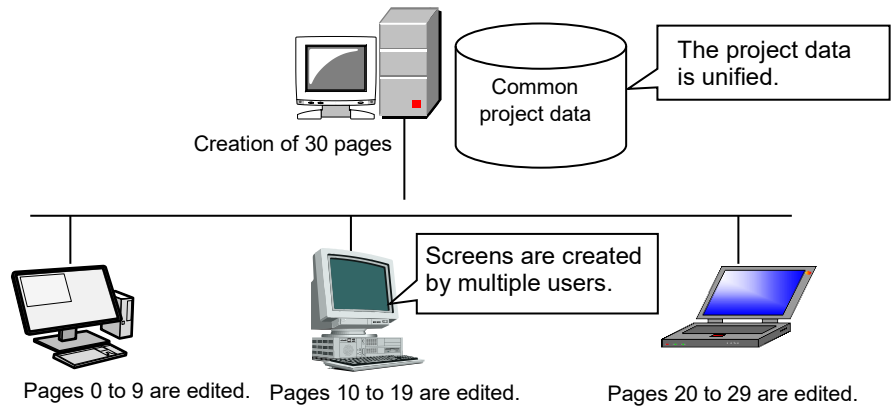 The project data
is unified.
Common
project data
Creation of 30 pages
Screens are created
by multiple users.
Pages 0 to 9 are edited.
Pages 10 to 19 are edited.
Pages 20 to 29 are edited.